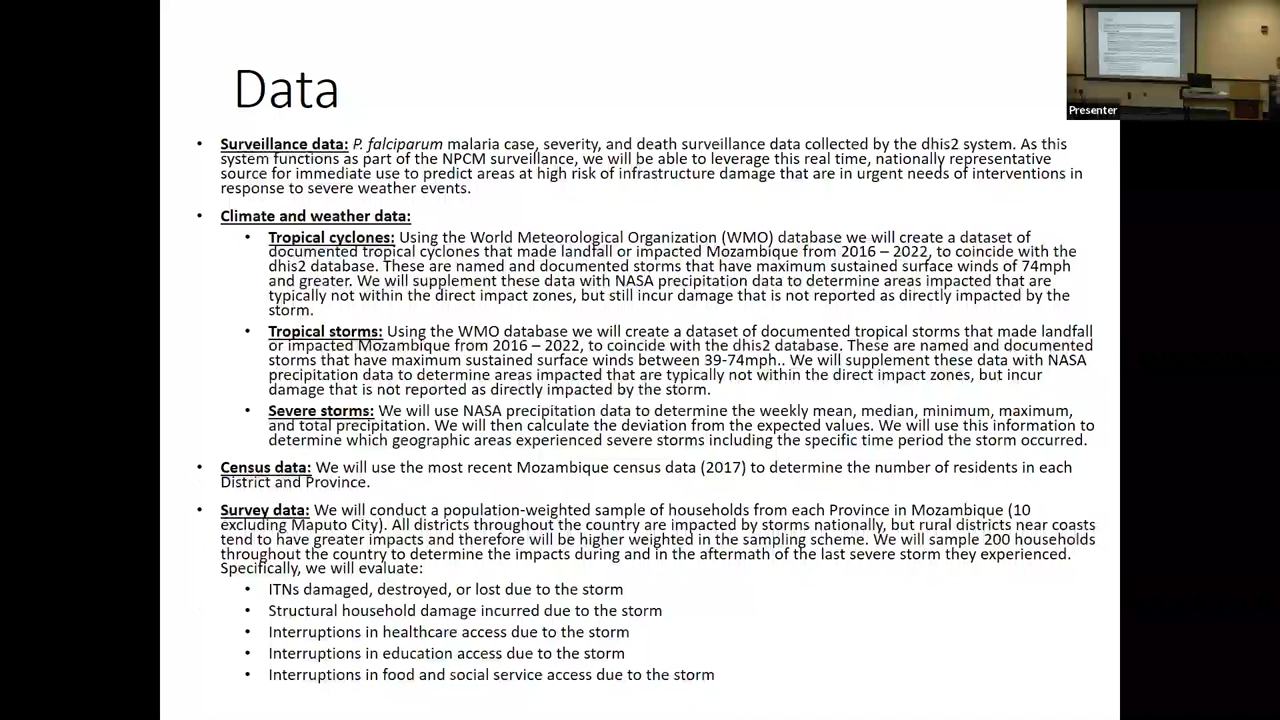 Data
Presenter
• Surveillance data: P. falciparum malaria case, severity, and death surveillance data collected by the dhis2 system. As this
system functions as part of the NPCM surveillance, we will be able to leverage this real time, nationally representative
source for immediate use to predict areas at high risk of infrastructure damage that are in urgent needs of interventions in
response to severe weather events.
• Climate and weather data:
• Tropical cyclones: Using the World Meteorological Organization (WMO) database we will create a dataset of
documented tropical cyclones that made landfall or impacted Mozambique from 2016 – 2022, to coincide with the
dhis2 database. These are named and documented storms that have maximum sustained surface winds of 74mph
and greater. We will supplement these data with NASA precipitation data to determine areas impacted that are
typically not within the direct impact zones, but still incur damage that is not reported as directly impacted by the
storm.
• Tropical storms: Using the WMO database we will create a dataset of documented tropical storms that made landfall
or impacted Mozambique from 2016 – 2022, to coincide with the dhis2 database. These are named and documented
storms that have maximum sustained surface winds between 39-74mph.. We will supplement these data with NASA
precipitation data to determine areas impacted that are typically not within the direct impact zones, but incur
damage that is not reported as directly impacted by the storm.
• Severe storms: We will use NASA precipitation data to determine the weekly mean, median, minimum, maximum,
and total precipitation. We will then calculate the deviation from the expected values. We will use this information to
determine which geographic areas experienced severe storms including the specific time period the storm occurred.
• Census data: We will use the most recent Mozambique census data (2017) to determine the number of residents in each
District and Province.
• Survey data: We will conduct a population-weighted sample of households from each Province in Mozambique (10
excluding Maputo City). All districts throughout the country are impacted by storms nationally, but rural districts near coasts
tend to have greater impacts and therefore will be higher weighted in the sampling scheme. We will sample 200 households
throughout the country to determine the impacts during and in the aftermath of the last severe storm they experienced.
Specifically, we will evaluate:
• ITNs damaged, destroyed, or lost due to the storm
• Structural household damage incurred due to the storm
• Interruptions in healthcare access due to the storm
• Interruptions in education access due to the storm
• Interruptions in food and social service access due to the storm